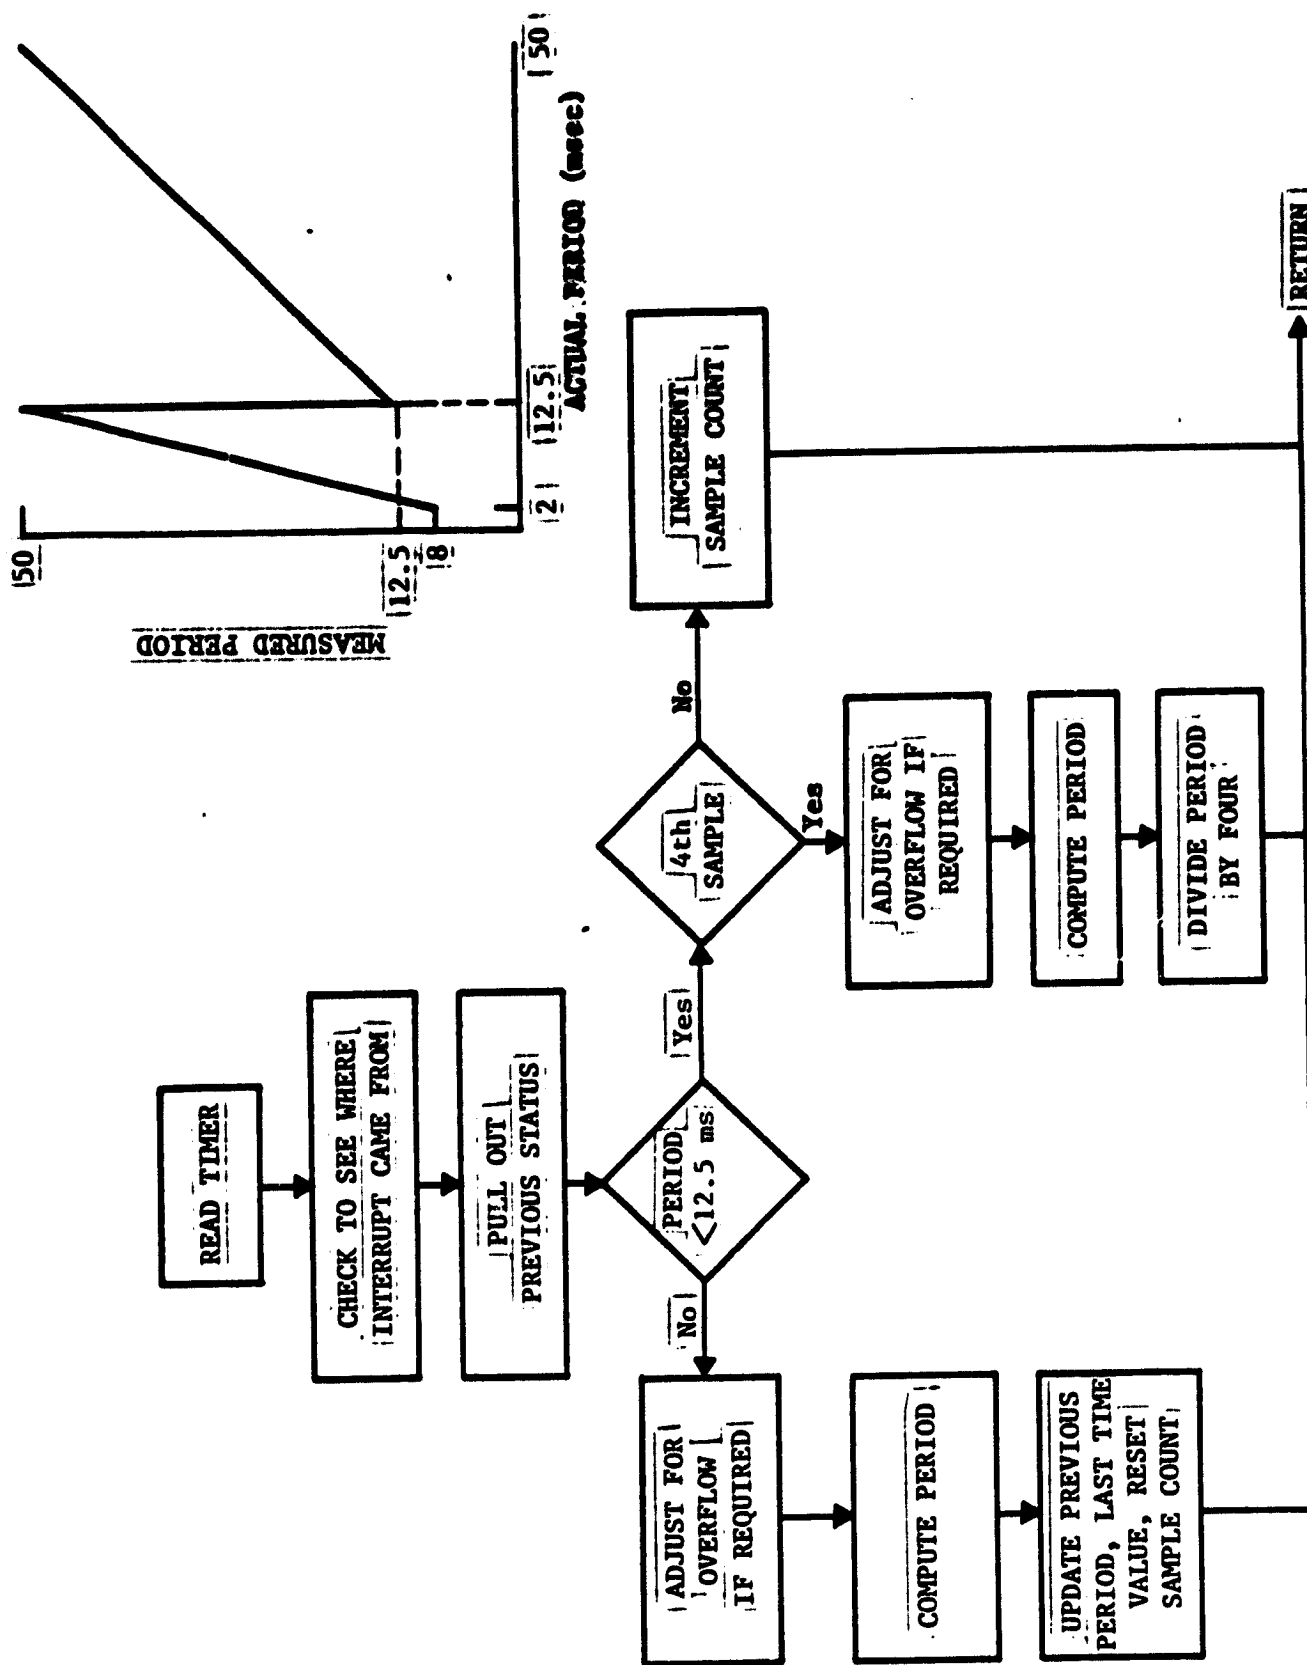 READ TIMER
CHECK TO SEE WHERE
INTERRUPT CAME FROM
PULL OUT
PREVIOUS STATUS
PERIOD
<12.5 ms
No
Yes
ADJUST FOR
OVERFLOW
IF REQUIRED
COMPUTE PERIOD
UPDATE PREVIOUS
PERIOD, LAST TIME
VALUE, RESET
SAMPLE COUNT
4th
SAMPLE
No
Yes
INCREMENT
SAMPLE COUNT
ADJUST FOR
OVERFLOW IF
REQUIRED
COMPUTE PERIOD
DIVIDE PERIOD
BY FOUR
RETURN
MEASURED PERIOD
50
12.5
8
2
12.5
50
ACTUAL PERIOD (msec)